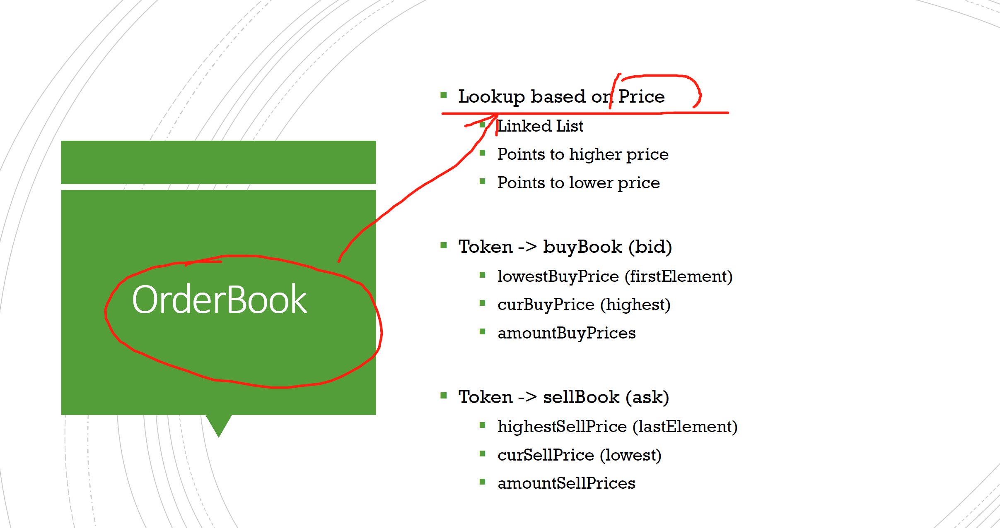 OrderBook
Lookup based on Price
Linked List
Points to higher price
Points to lower price
Token -> buyBook (bid)
lowestBuyPrice (firstElement)
curBuyPrice (highest)
amountBuyPrices
Token -> sellBook (ask)
highestSellPrice (lastElement)
curSellPrice (lowest)
amountSellPrices